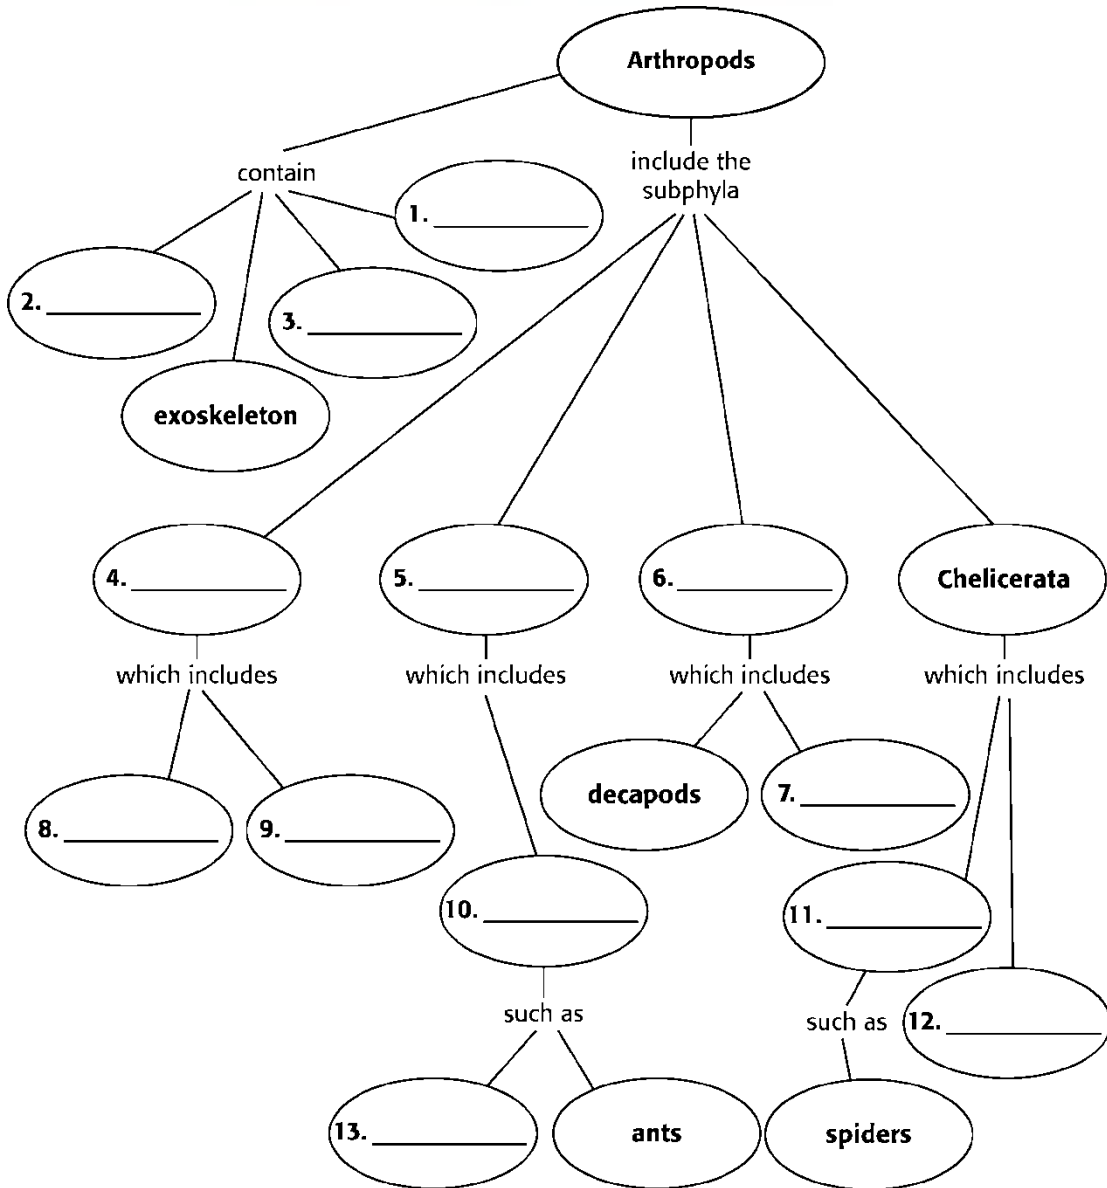 Arthropods
contain
include the
subphyla
1. ____________
2. ____________
3. ____________
exoskeleton
4. ____________
5. ____________
6. ____________
Chelicerata
which includes
which includes
which includes
which includes
decapods
7. ____________
8. ____________
9. ____________
10. ____________
11. ____________
such as
such as
12. ____________
13. ____________
ants
spiders